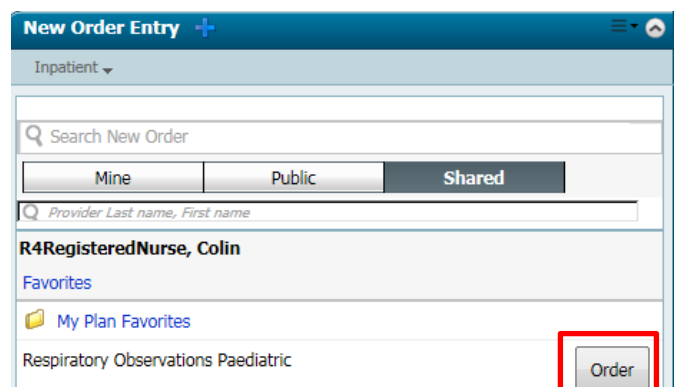 New Order Entry
Inpatient
Search New Order
Mine Public Shared
Provider Last name, First name
R4RegisteredNurse, Colin
Favorites
My Plan Favorites
Respiratory Observations Paediatric
Order